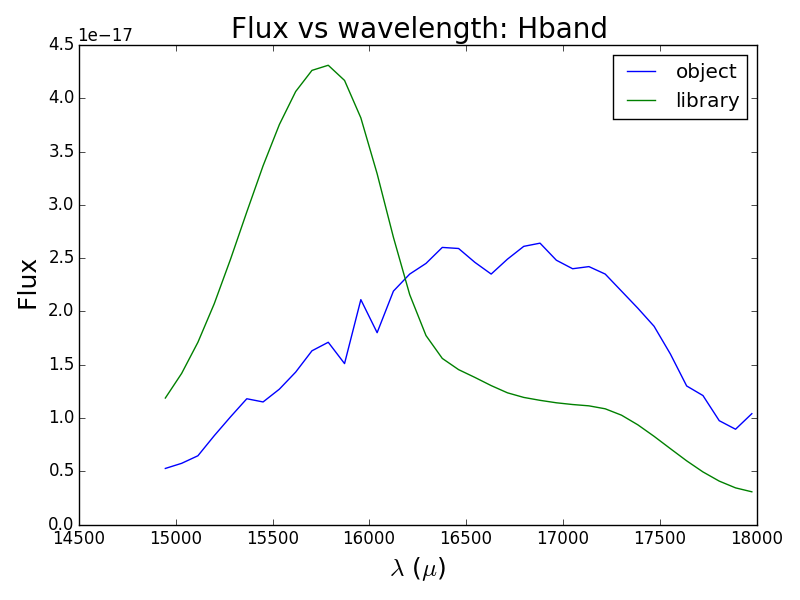 Flux vs wavelength: Hband
1e−17
object
library
4.5
4.0
3.5
3.0
2.5
2.0
1.5
1.0
0.5
0.0
Flux
14500 15000 15500 16000 16500 17000 17500 18000
λ (μ)